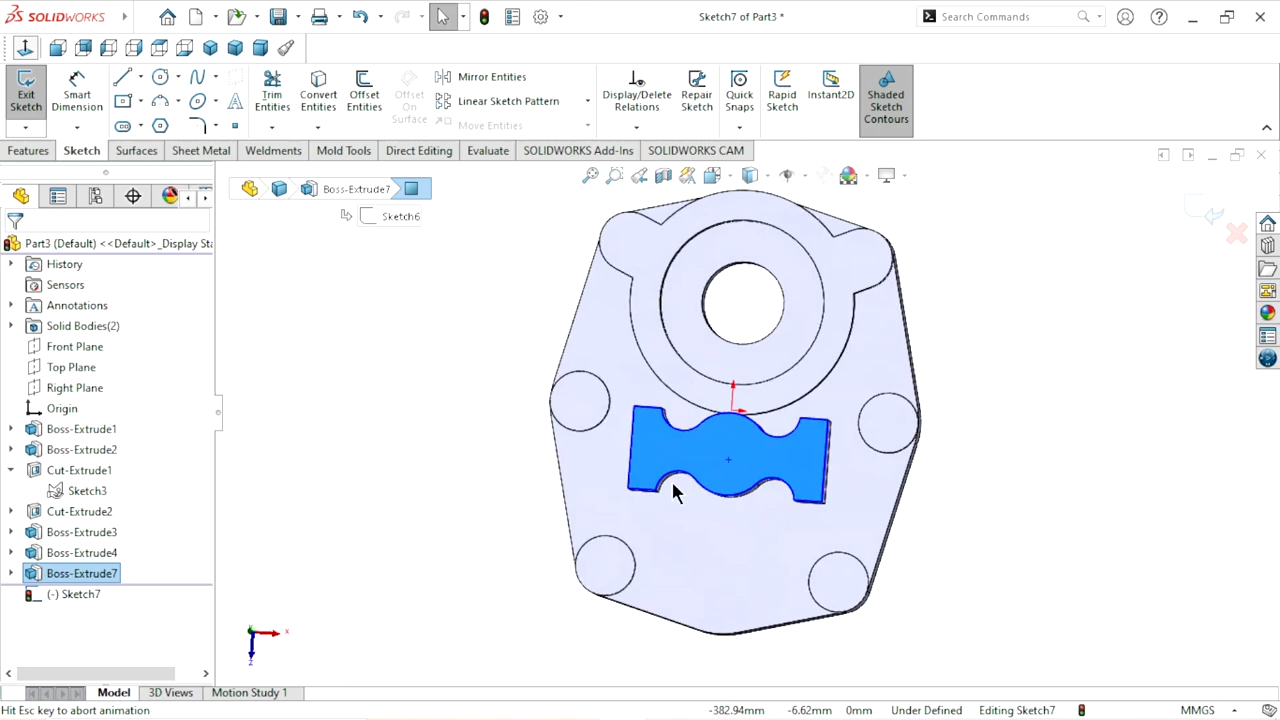 SOLIDWORKS
Sketch7 of Part3 *
Search Commands
Exit Sketch
Smart Dimension
Trim Entities
Convert Entities
Offset Entities
Offset On Surface
Mirror Entities
Linear Sketch Pattern
Move Entities
Display/Delete Relations
Repair Sketch
Quick Snaps
Rapid Sketch
Instant2D
Shaded Sketch Contours
Features
Sketch
Surfaces
Sheet Metal
Weldments
Mold Tools
Direct Editing
Evaluate
SOLIDWORKS Add-Ins
SOLIDWORKS CAM
Boss-Extrude7
Sketch6
Part3 (Default) <<Default>_Display Sta
History
Sensors
Annotations
Solid Bodies(2)
Front Plane
Top Plane
Right Plane
Origin
Boss-Extrude1
Boss-Extrude2
Cut-Extrude1
Sketch3
Cut-Extrude2
Boss-Extrude3
Boss-Extrude4
Boss-Extrude7
(-) Sketch7
x
z
Model
3D Views
Motion Study 1
Hit Esc key to abort animation
-382.94mm
-6.62mm
0mm
Under Defined
Editing Sketch7
MMGS